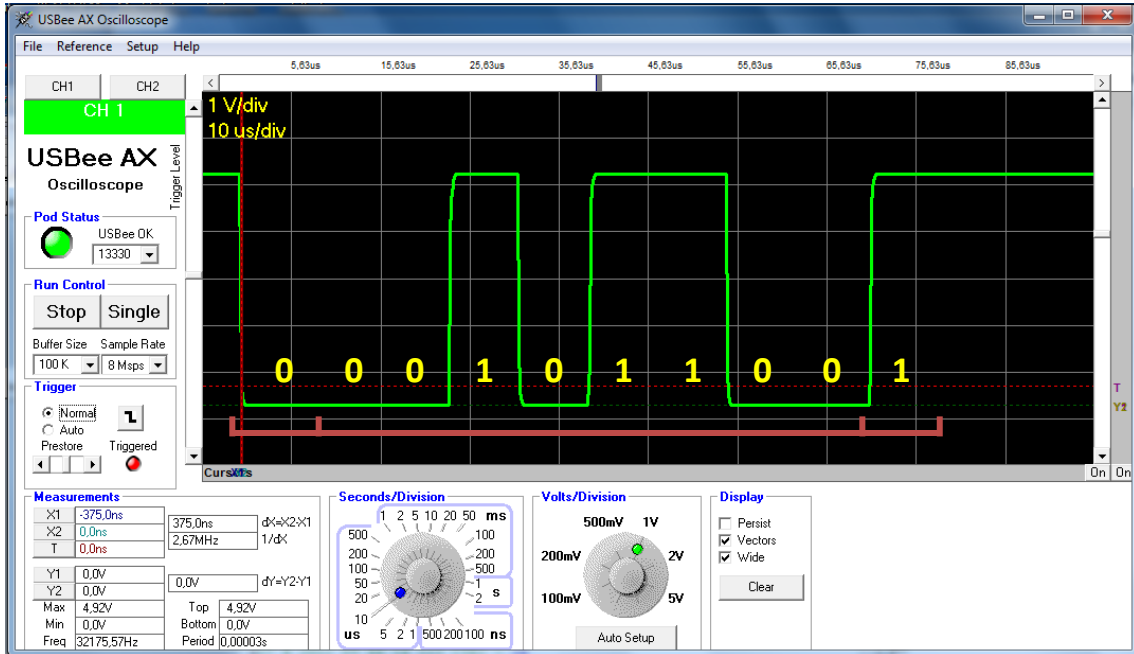 USBee AX Oscilloscope
File Reference Setup Help
5,63us 15,63us 25,63us 35,63us 45,63us 55,63us 65,63us 75,63us 85,63us
CH1 CH2
CH 1
1 V/div
10 us/div
USBee AX
Oscilloscope
Trigger Level
Pod Status
USBee OK
13330
Run Control
Stop Single
Buffer Size Sample Rate
100 K 8 Msps
Trigger
Normal
Auto
Prestore Triggered
0 0 0 1 0 1 1 0 0 1
T
On On
Measurements
X1 -375,0ns
X2 0,0ns
T 0,0ns
375,0ns dX=X2-X1
2,67MHz 1/dX
Y1 0,0V
Y2 0,0V
0,0V dY=Y2-Y1
Max 4,92V Top 4,92V
Min 0,0V Bottom 0,0V
Freq 32175,57Hz Period 0,00003s
Seconds/Division
1 2 5 10 20 50 ms
500 100
200 200
100 500
50 1
20 2 s
10
us 5 2 1 500 200 100 ns
Volts/Division
500mV 1V
200mV 2V
100mV 5V
Auto Setup
Display
Persist
Vectors
Wide
Clear